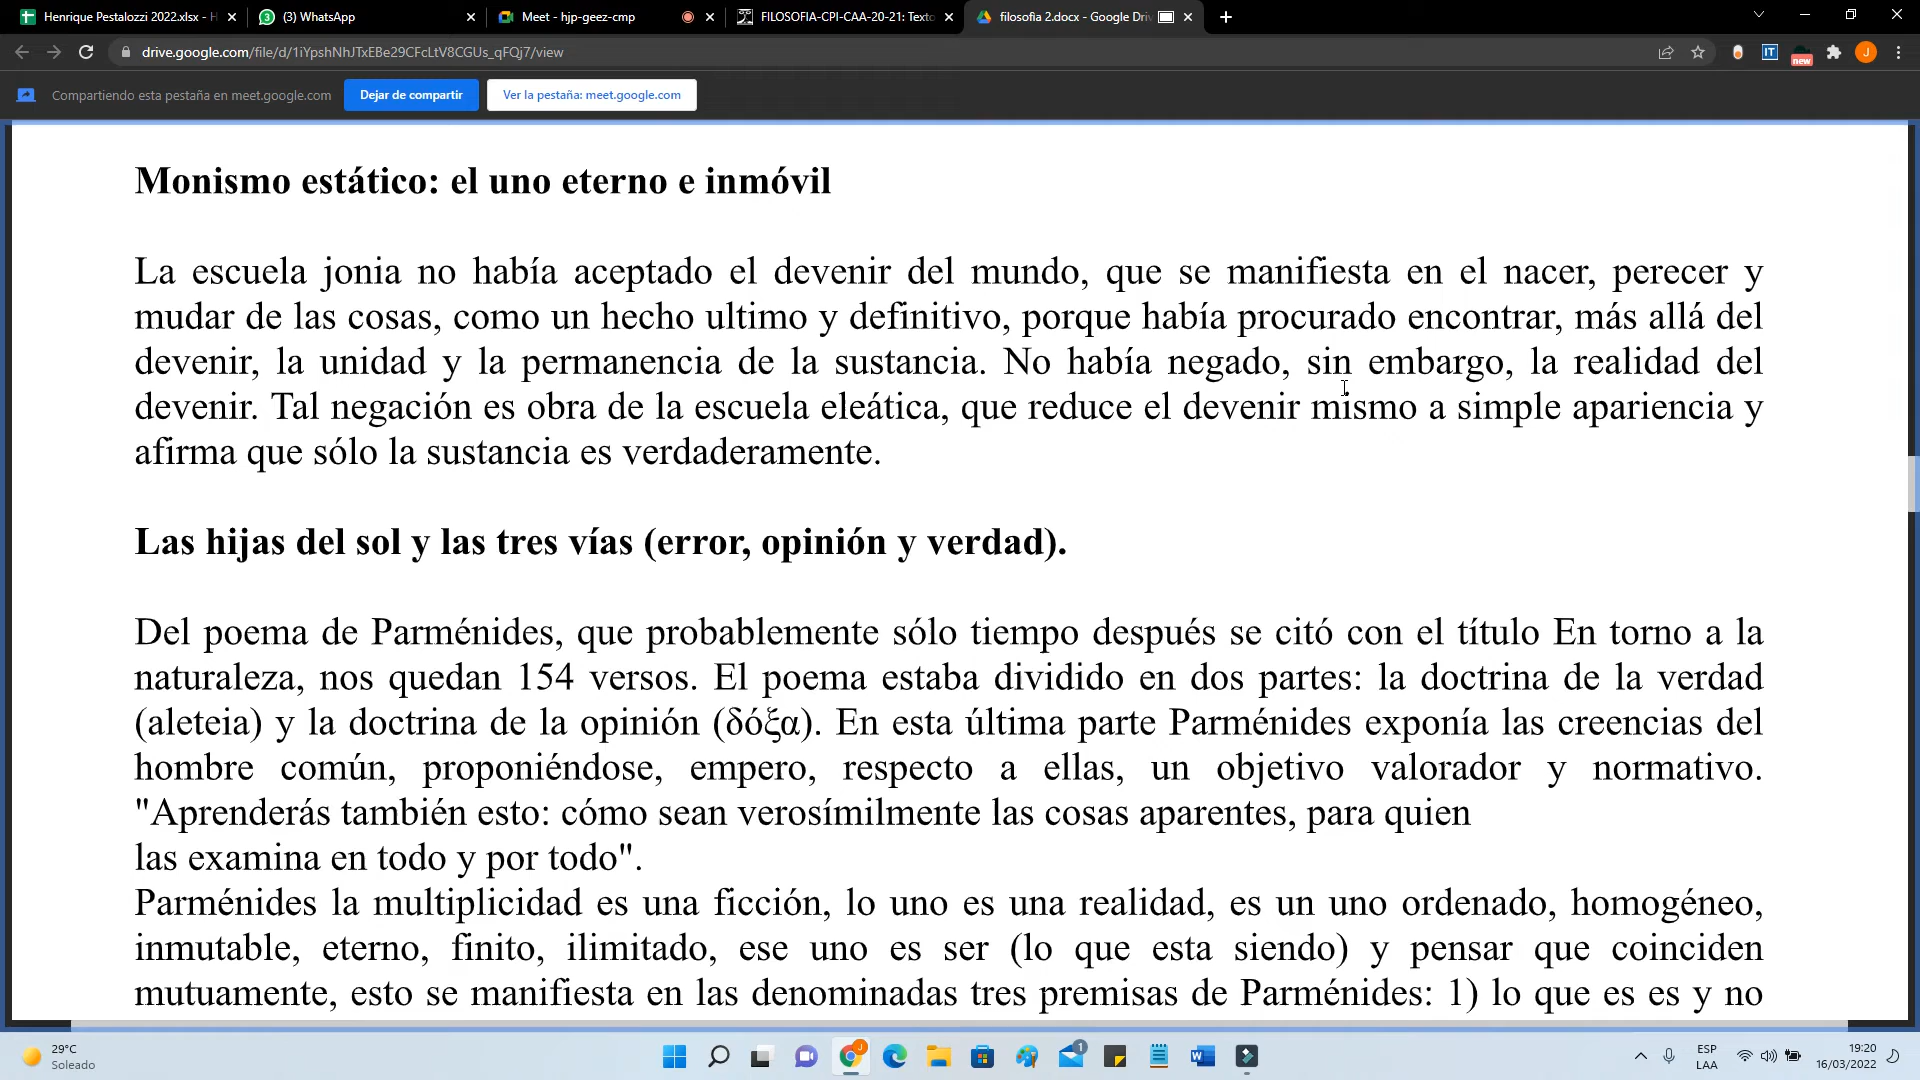 Henrique Pestalozzi 2022.xlsx - H
(3) WhatsApp
Meet - hjp-geez-cmp
FILOSOFIA-CPI-CAA-20-21: Texto
filosofia 2.docx - Google Driv
drive.google.com/file/d/1iYpshNhJTxEBe29CFcLtV8CGUs_qFQj7/view
IT
new
J
Compartiendo esta pestaña en meet.google.com
Dejar de compartir
Ver la pestaña: meet.google.com
Monismo estático: el uno eterno e inmóvil
La escuela jonia no había aceptado el devenir del mundo, que se manifiesta en el nacer, perecer y
mudar de las cosas, como un hecho ultimo y definitivo, porque había procurado encontrar, más allá del
devenir, la unidad y la permanencia de la sustancia. No había negado, sin embargo, la realidad del
devenir. Tal negación es obra de la escuela eleática, que reduce el devenir mismo a simple apariencia y
afirma que sólo la sustancia es verdaderamente.
Las hijas del sol y las tres vías (error, opinión y verdad).
Del poema de Parménides, que probablemente sólo tiempo después se citó con el título En torno a la
naturaleza, nos quedan 154 versos. El poema estaba dividido en dos partes: la doctrina de la verdad
(aleteia) y la doctrina de la opinión (δόξα). En esta última parte Parménides exponía las creencias del
hombre común, proponiéndose, empero, respecto a ellas, un objetivo valorador y normativo.
"Aprenderás también esto: cómo sean verosímilmente las cosas aparentes, para quien
las examina en todo y por todo".
Parménides la multiplicidad es una ficción, lo uno es una realidad, es un uno ordenado, homogéneo,
inmutable, eterno, finito, ilimitado, ese uno es ser (lo que esta siendo) y pensar que coinciden
mutuamente, esto se manifiesta en las denominadas tres premisas de Parménides: 1) lo que es es y no
29°C
Soleado
J
1
ESP
LAA
19:20
16/03/2022